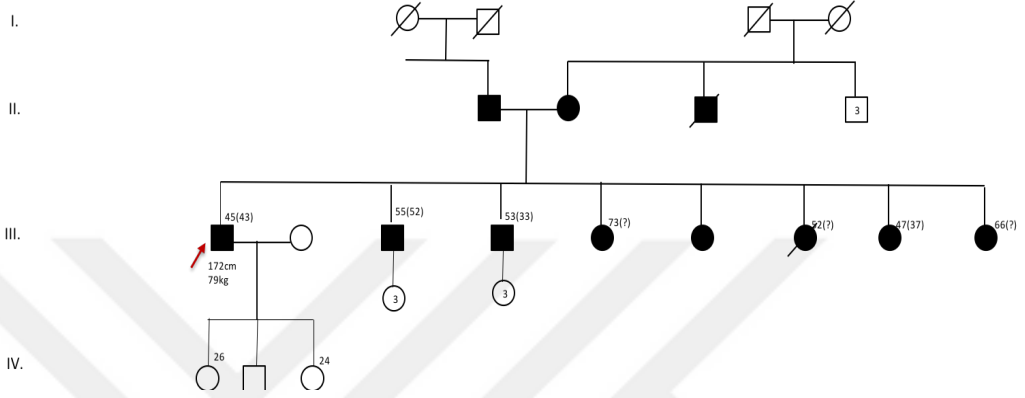 I.
II.
3
45(43)
55(52)
53(33)
73(?)
52(?)
47(37)
66(?)
III.
172cm
79kg
3
3
26
24
IV.